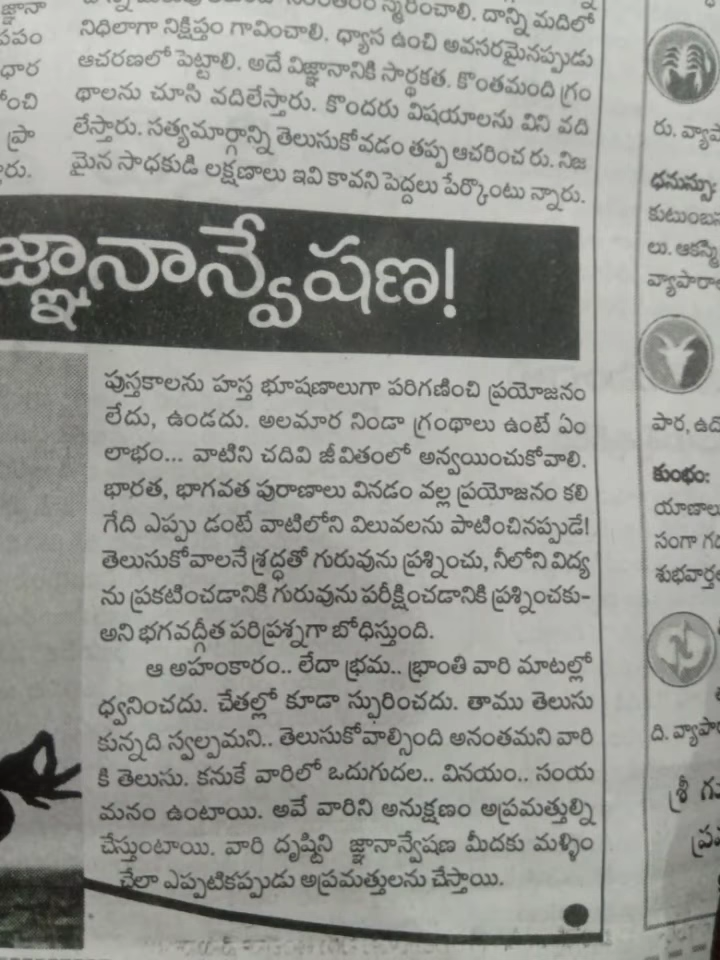 నిధిలాగా నిక్షిప్తం గావించాలి. ధ్యాస ఉంచి అవసరమైనప్పుడు
ఆచరణలో పెట్టాలి. అదే విజ్ఞానానికి సార్థకత. కొంతమంది గ్రం
థాలను చూసి వదిలేస్తారు. కొందరు విషయాలను విని వది
లేస్తారు. సత్యమార్గాన్ని తెలుసుకోవడం తప్ప ఆచరించ రు. నిజ
మైన సాధకుడి లక్షణాలు ఇవి కావని పెద్దలు పేర్కొంటు న్నారు.
జ్ఞానాన్వేషణ!
పుస్తకాలను హస్త భూషణాలుగా పరిగణించి ప్రయోజనం
లేదు, ఉండదు. అలమార నిండా గ్రంథాలు ఉంటే ఏం
లాభం... వాటిని చదివి జీవితంలో అన్వయించుకోవాలి.
భారత, భాగవత పురాణాలు వినడం వల్ల ప్రయోజనం కలి
గేది ఎప్పు డంటే వాటిలోని విలువలను పాటించినప్పుడే!
తెలుసుకోవాలనే శ్రద్ధతో గురువును ప్రశ్నించు, నీలోని విద్య
ను ప్రకటించడానికి గురువును పరీక్షించడానికి ప్రశ్నించకు-
అని భగవద్గీత పరిప్రశ్నగా బోధిస్తుంది.
ఆ అహంకారం.. లేదా భ్రమ.. భ్రాంతి వారి మాటల్లో
ధ్వనించదు. చేతల్లో కూడా స్ఫురించదు. తాము తెలుసు
కున్నది స్వల్పమని.. తెలుసుకోవాల్సింది అనంతమని వారి
కి తెలుసు. కనుకే వారిలో ఒదుగుదల.. వినయం.. సంయ
మనం ఉంటాయి. అవే వారిని అనుక్షణం అప్రమత్తుల్ని
చేస్తుంటాయి. వారి దృష్టిని జ్ఞానాన్వేషణ మీదకు మళ్ళిం
చేలా ఎప్పటికప్పుడు అప్రమత్తులను చేస్తాయి.
రు.
ధనుస్సు:
లు.
కుంభం:
ది.
శ్రీ